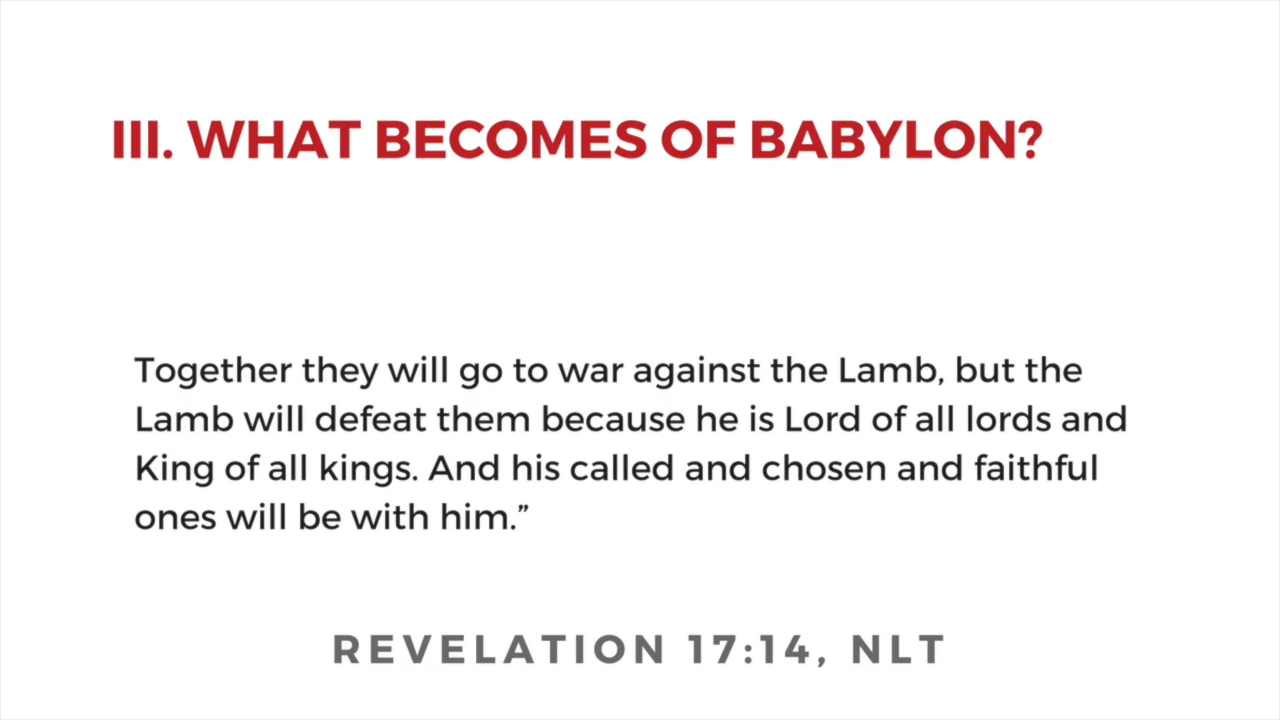 III. WHAT BECOMES OF BABYLON?
Together they will go to war against the Lamb, but the
Lamb will defeat them because he is Lord of all lords and
King of all kings. And his called and chosen and faithful
ones will be with him.”
REVELATION 17:14, NLT